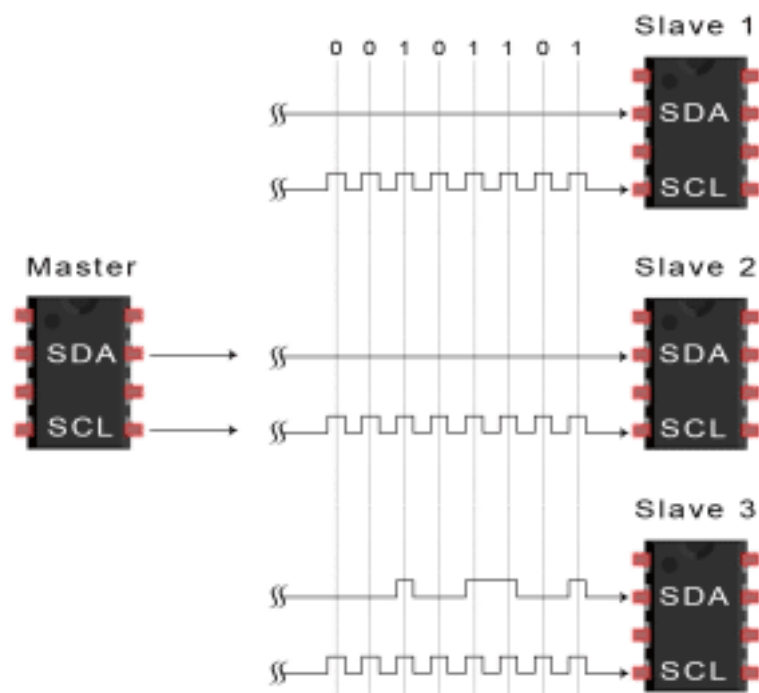 Slave 1
0 0 1 0 1 1 0 1
SDA
SCL
Master
SDA
SCL
Slave 2
SDA
SCL
Slave 3
SDA
SCL